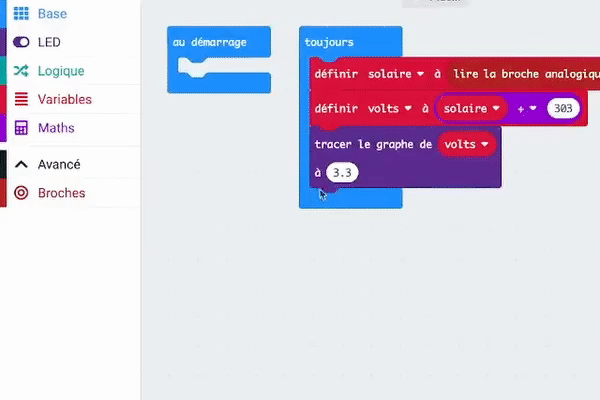 Base
LED
Logique
Variables
Maths
Avancé
Broches
au démarrage
toujours
définir solaire à lire la broche analogiqu
définir volts à solaire ÷ 303
tracer le graphe de volts
à 3.3